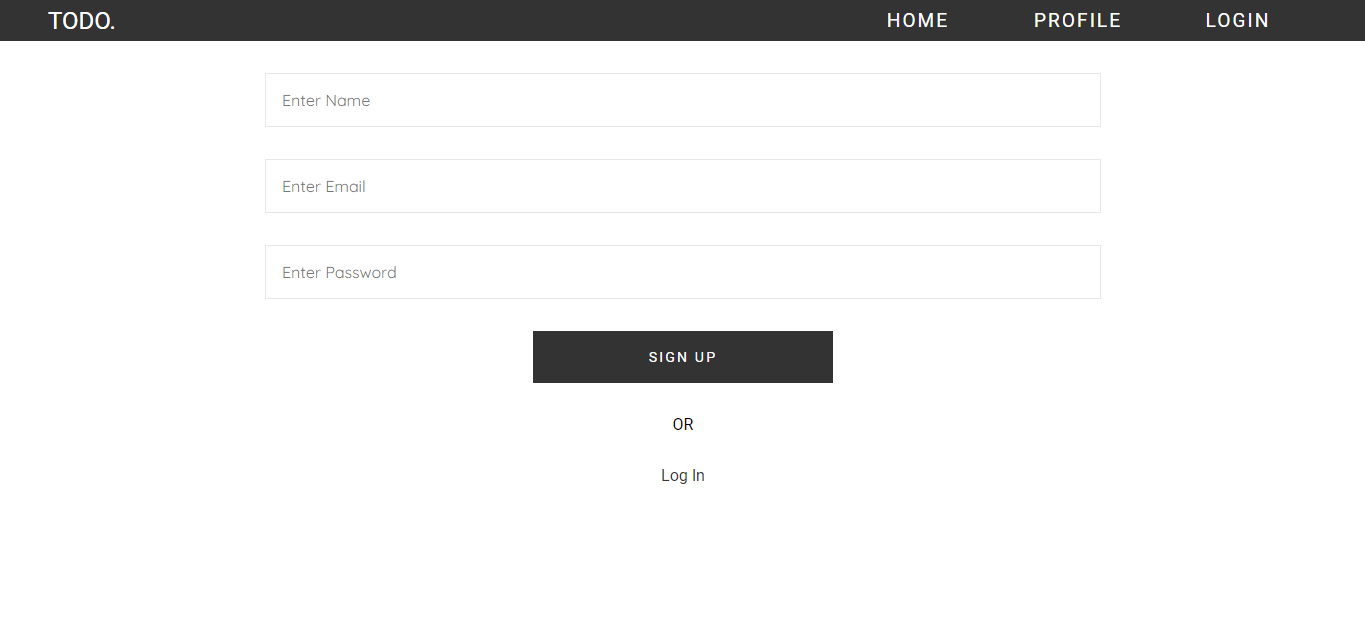 TODO. HOME PROFILE LOGIN
Enter Name
Enter Email
Enter Password
SIGN UP
OR
Log In